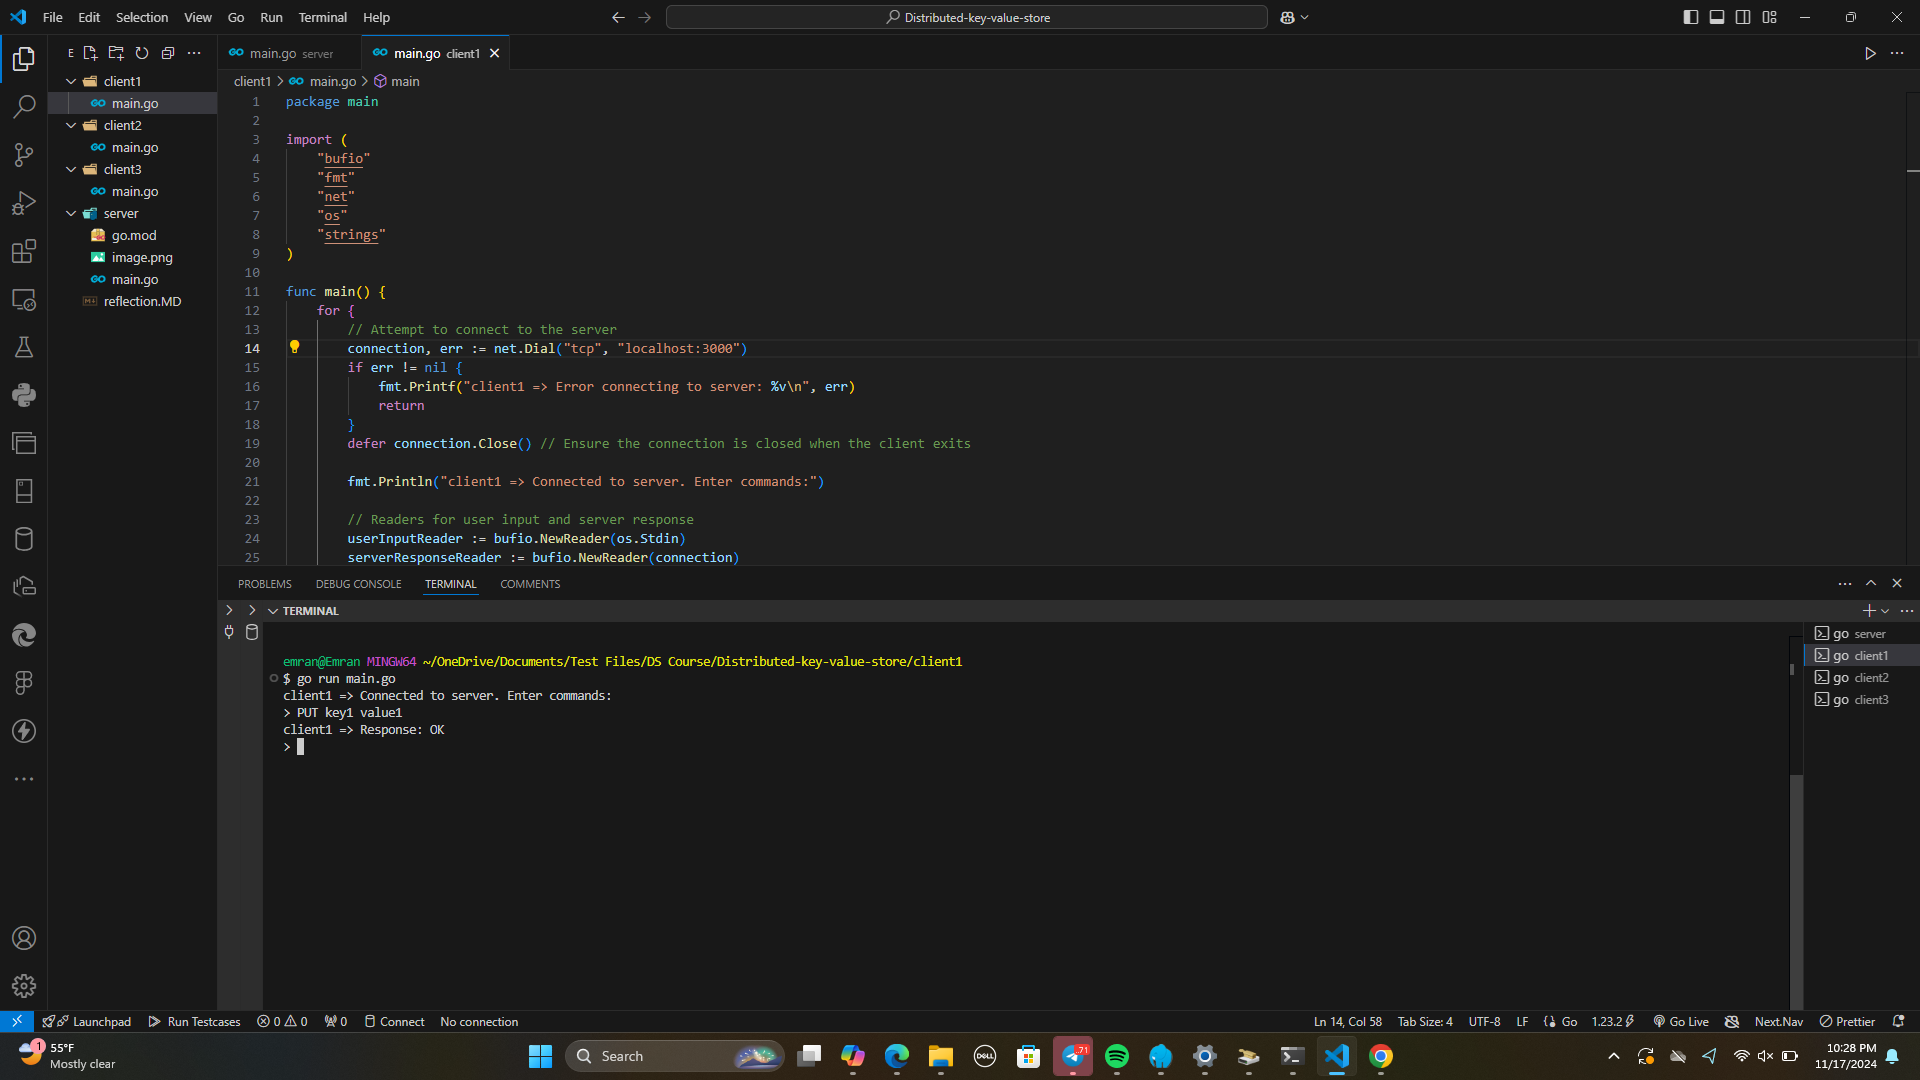 File Edit Selection View Go Run Terminal Help
Distributed-key-value-store
E
client1
main.go
client2
main.go
client3
main.go
server
go.mod
image.png
main.go
reflection.MD
main.go server
main.go client1
client1 > main.go > main
1 package main
2
3 import (
4 "bufio"
5 "fmt"
6 "net"
7 "os"
8 "strings"
9 )
10
11 func main() {
12 for {
13 // Attempt to connect to the server
14 connection, err := net.Dial("tcp", "localhost:3000")
15 if err != nil {
16 fmt.Printf("client1 => Error connecting to server: %v\n", err)
17 return
18 }
19 defer connection.Close() // Ensure the connection is closed when the client exits
20
21 fmt.Println("client1 => Connected to server. Enter commands:")
22
23 // Readers for user input and server response
24 userInputReader := bufio.NewReader(os.Stdin)
25 serverResponseReader := bufio.NewReader(connection)
PROBLEMS DEBUG CONSOLE TERMINAL COMMENTS
TERMINAL
emran@Emran MINGW64 ~/OneDrive/Documents/Test Files/DS Course/Distributed-key-value-store/client1
$ go run main.go
client1 => Connected to server. Enter commands:
> PUT key1 value1
client1 => Response: OK
>
go server
go client1
go client2
go client3
Launchpad Run Testcases 0 0 0 Connect No connection
Ln 14, Col 58 Tab Size: 4 UTF-8 LF Go 1.23.2 Go Live Next.Nav Prettier
1
55°F
Mostly clear
Search
DELL
71
10:28 PM
11/17/2024